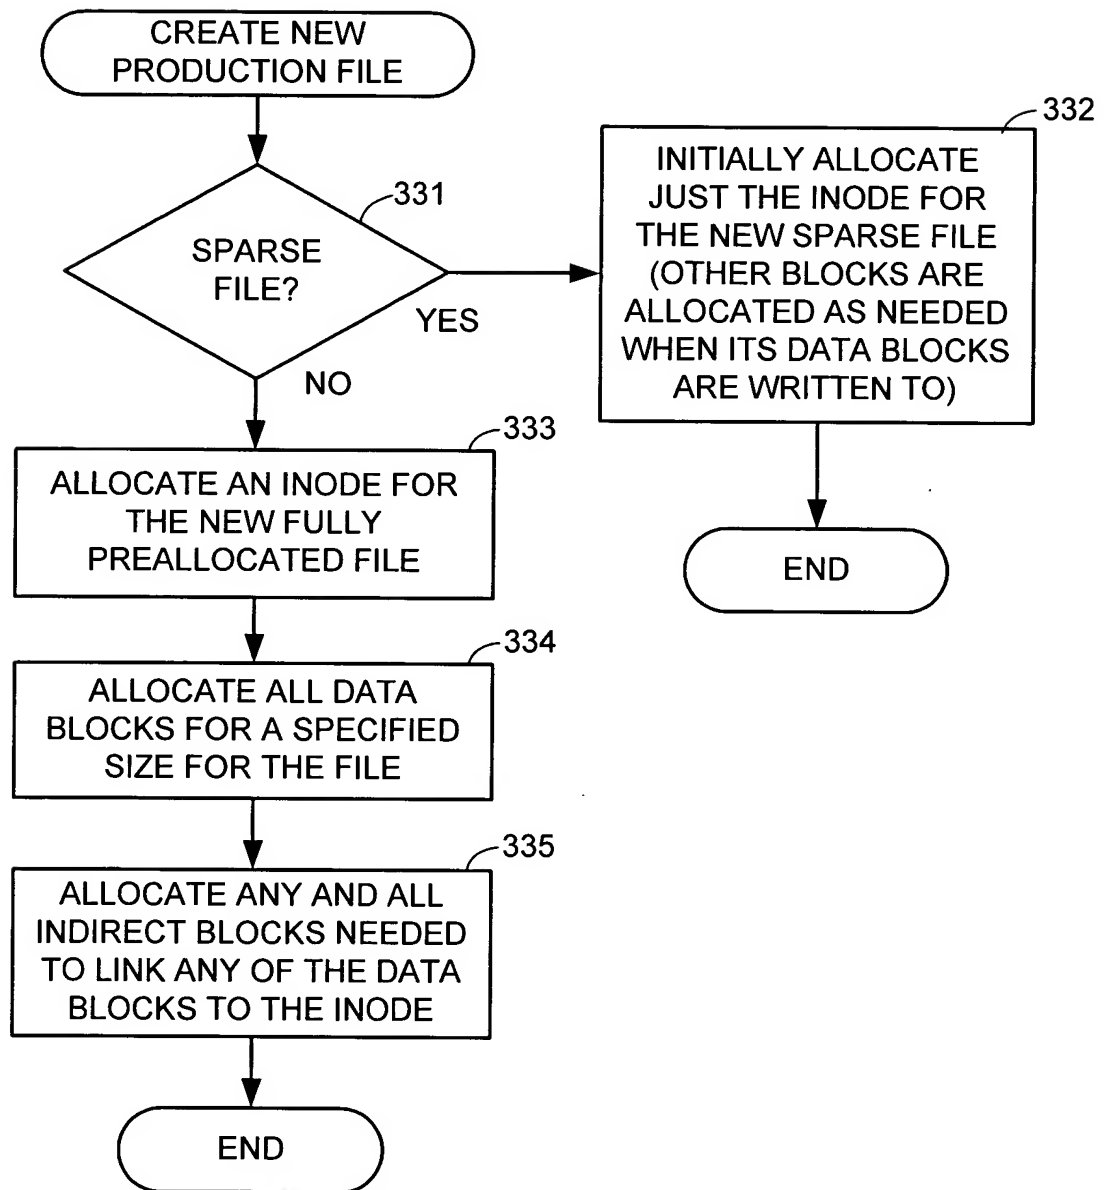 CREATE NEW
PRODUCTION FILE
331
SPARSE
FILE?
YES
NO
332
INITIALLY ALLOCATE
JUST THE INODE FOR
THE NEW SPARSE FILE
(OTHER BLOCKS ARE
ALLOCATED AS NEEDED
WHEN ITS DATA BLOCKS
ARE WRITTEN TO)
END
333
ALLOCATE AN INODE FOR
THE NEW FULLY
PREALLOCATED FILE
334
ALLOCATE ALL DATA
BLOCKS FOR A SPECIFIED
SIZE FOR THE FILE
335
ALLOCATE ANY AND ALL
INDIRECT BLOCKS NEEDED
TO LINK ANY OF THE DATA
BLOCKS TO THE INODE
END